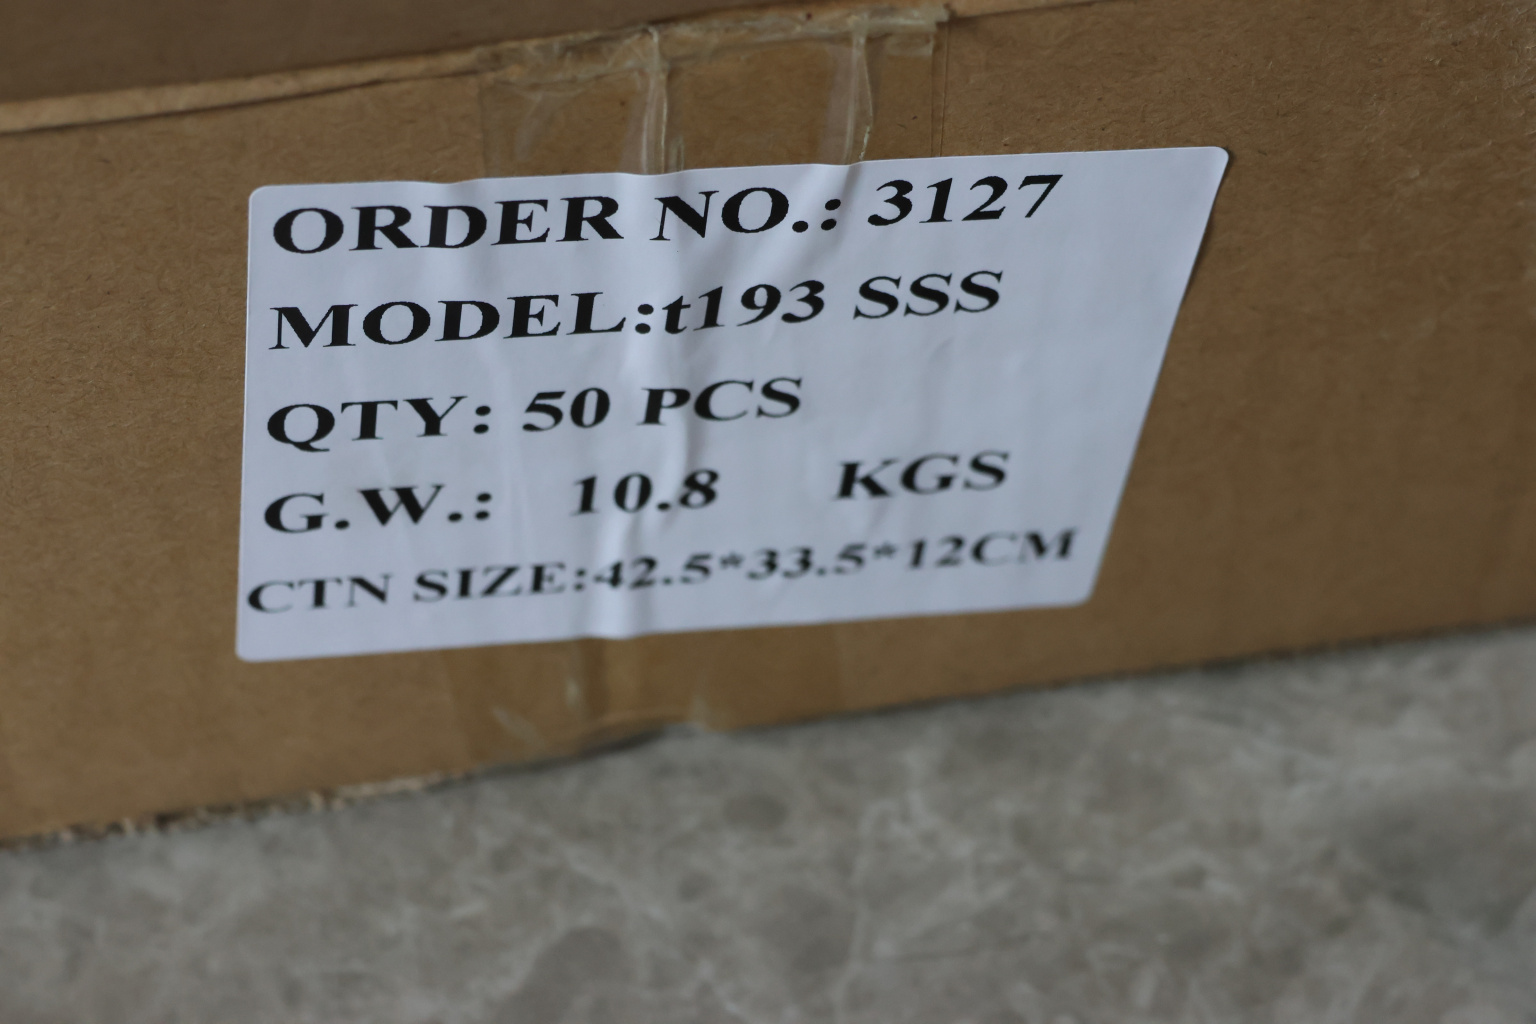 ORDER NO.: 3127
MODEL:t193 SSS
QTY: 50 PCS
G.W.: 10.8 KGS
CTN SIZE:42.5*33.5*12CM